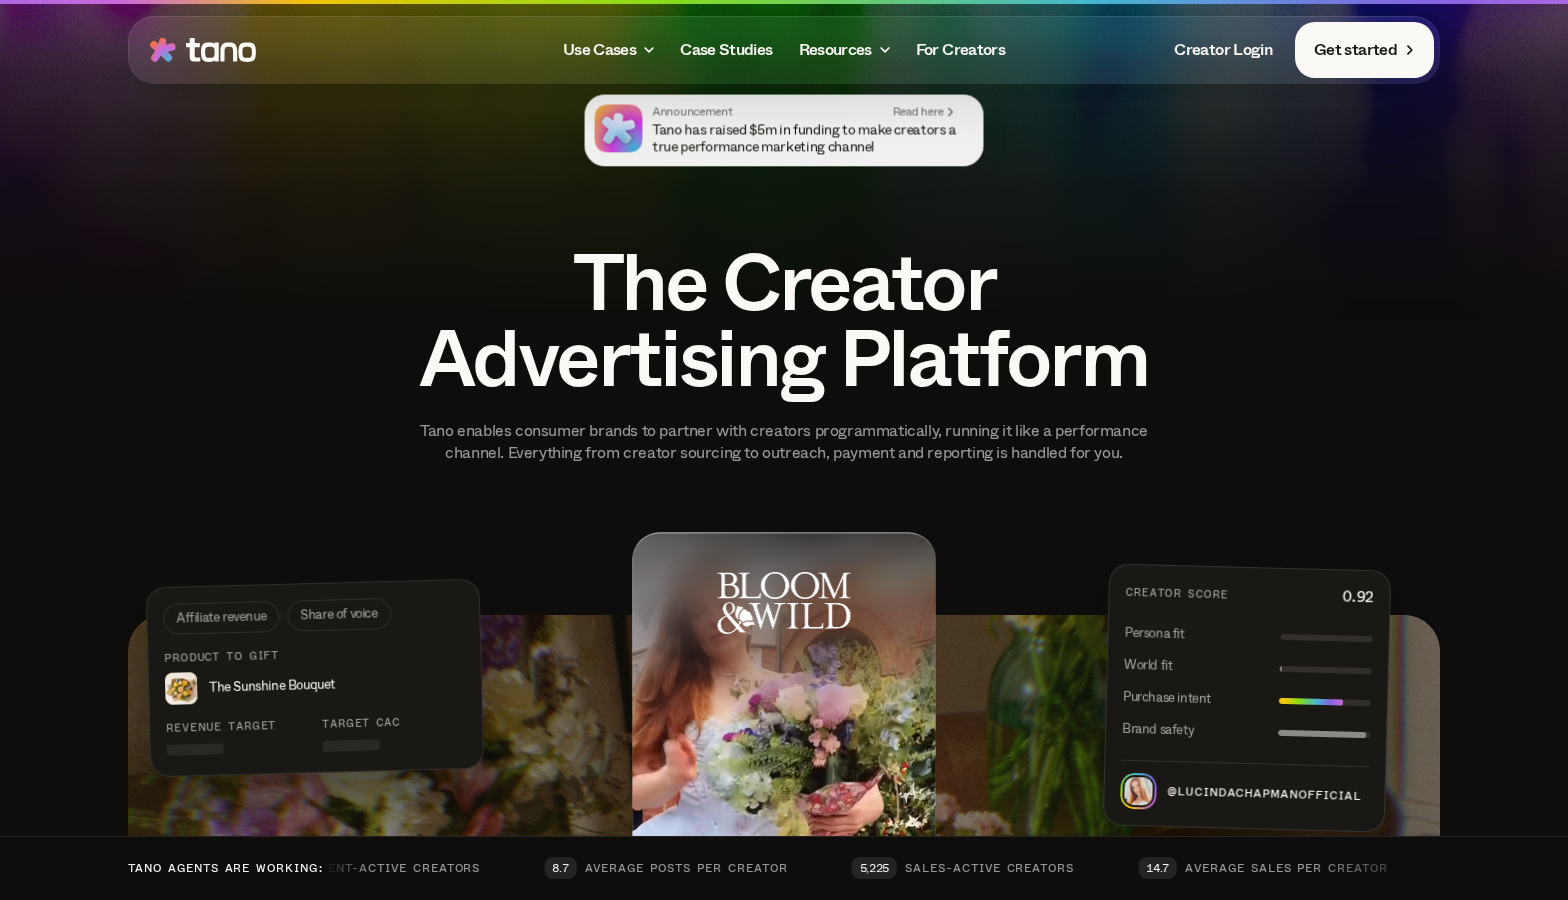 tano
Use Cases
Case Studies
Resources
For Creators
Creator Login
Get started
Announcement
Read here
Tano has raised $5m in funding to make creators a
true performance marketing channel
The Creator
Advertising Platform
Tano enables consumer brands to partner with creators programmatically, running it like a performance
channel. Everything from creator sourcing to outreach, payment and reporting is handled for you.
Affiliate revenue
Share of voice
PRODUCT TO GIFT
The Sunshine Bouquet
REVENUE TARGET
TARGET CAC
BLOOM
&WILD
CREATOR SCORE
0.92
Persona fit
World fit
Purchase intent
Brand safety
@LUCINDACHAPMANOFFICIAL
TANO AGENTS ARE WORKING:
ENT-ACTIVE CREATORS
8.7 AVERAGE POSTS PER CREATOR
5,225 SALES-ACTIVE CREATORS
14.7 AVERAGE SALES PER CREATOR